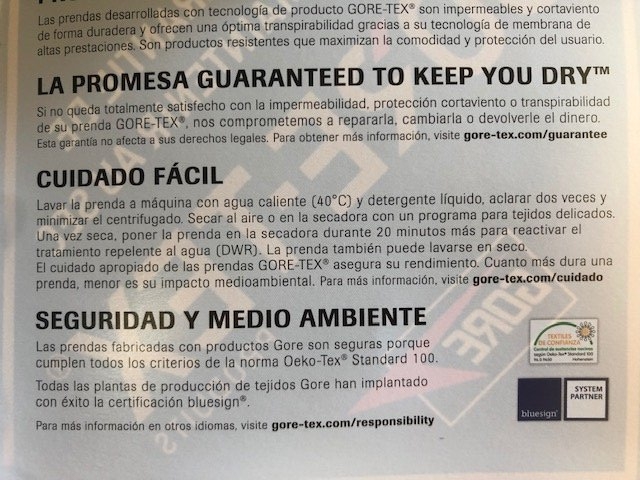 Las prendas desarrolladas con tecnología de producto GORE-TEX® son impermeables y cortaviento
de forma duradera y ofrecen una óptima transpirabilidad gracias a su tecnología de membrana de
altas prestaciones. Son productos resistentes que maximizan la comodidad y protección del usuario.
LA PROMESA GUARANTEED TO KEEP YOU DRY™
Si no queda totalmente satisfecho con la impermeabilidad, protección cortaviento o transpirabilidad
de su prenda GORE-TEX®, nos comprometemos a repararla, cambiarla o devolverle el dinero.
Esta garantía no afecta a sus derechos legales. Para obtener más información, visite gore-tex.com/guarantee
CUIDADO FÁCIL
Lavar la prenda a máquina con agua caliente (40°C) y detergente líquido, aclarar dos veces y
minimizar el centrifugado. Secar al aire o en la secadora con un programa para tejidos delicados.
Una vez seca, poner la prenda en la secadora durante 20 minutos más para reactivar el
tratamiento repelente al agua (DWR). La prenda también puede lavarse en seco.
El cuidado apropiado de las prendas GORE-TEX® asegura su rendimiento. Cuanto más dura una
prenda, menor es su impacto medioambiental. Para más información, visite gore-tex.com/cuidado
SEGURIDAD Y MEDIO AMBIENTE
Las prendas fabricadas con productos Gore son seguras porque
cumplen todos los criterios de la norma Oeko-Tex® Standard 100.
Todas las plantas de producción de tejidos Gore han implantado
con éxito la certificación bluesign®.
Para más información en otros idiomas, visite gore-tex.com/responsibility
TEXTILES
DE CONFIANZA
Control de sustancias nocivas
según Oeko-Tex® Standard 100
Hohenstein
bluesign®
SYSTEM
PARTNER